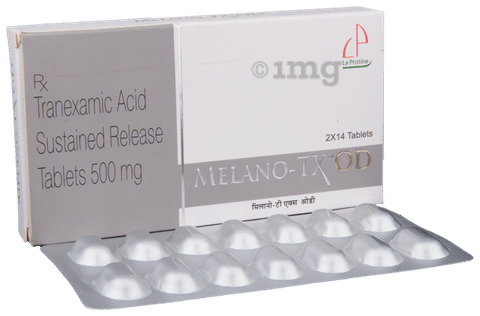 Rx
Tranexamic Acid
Sustained Release
Tablets 500 mg
La Pristine
©1mg
2X14 Tablets
MELANO-TX OD
मिलानो-टी एक्स ओडी